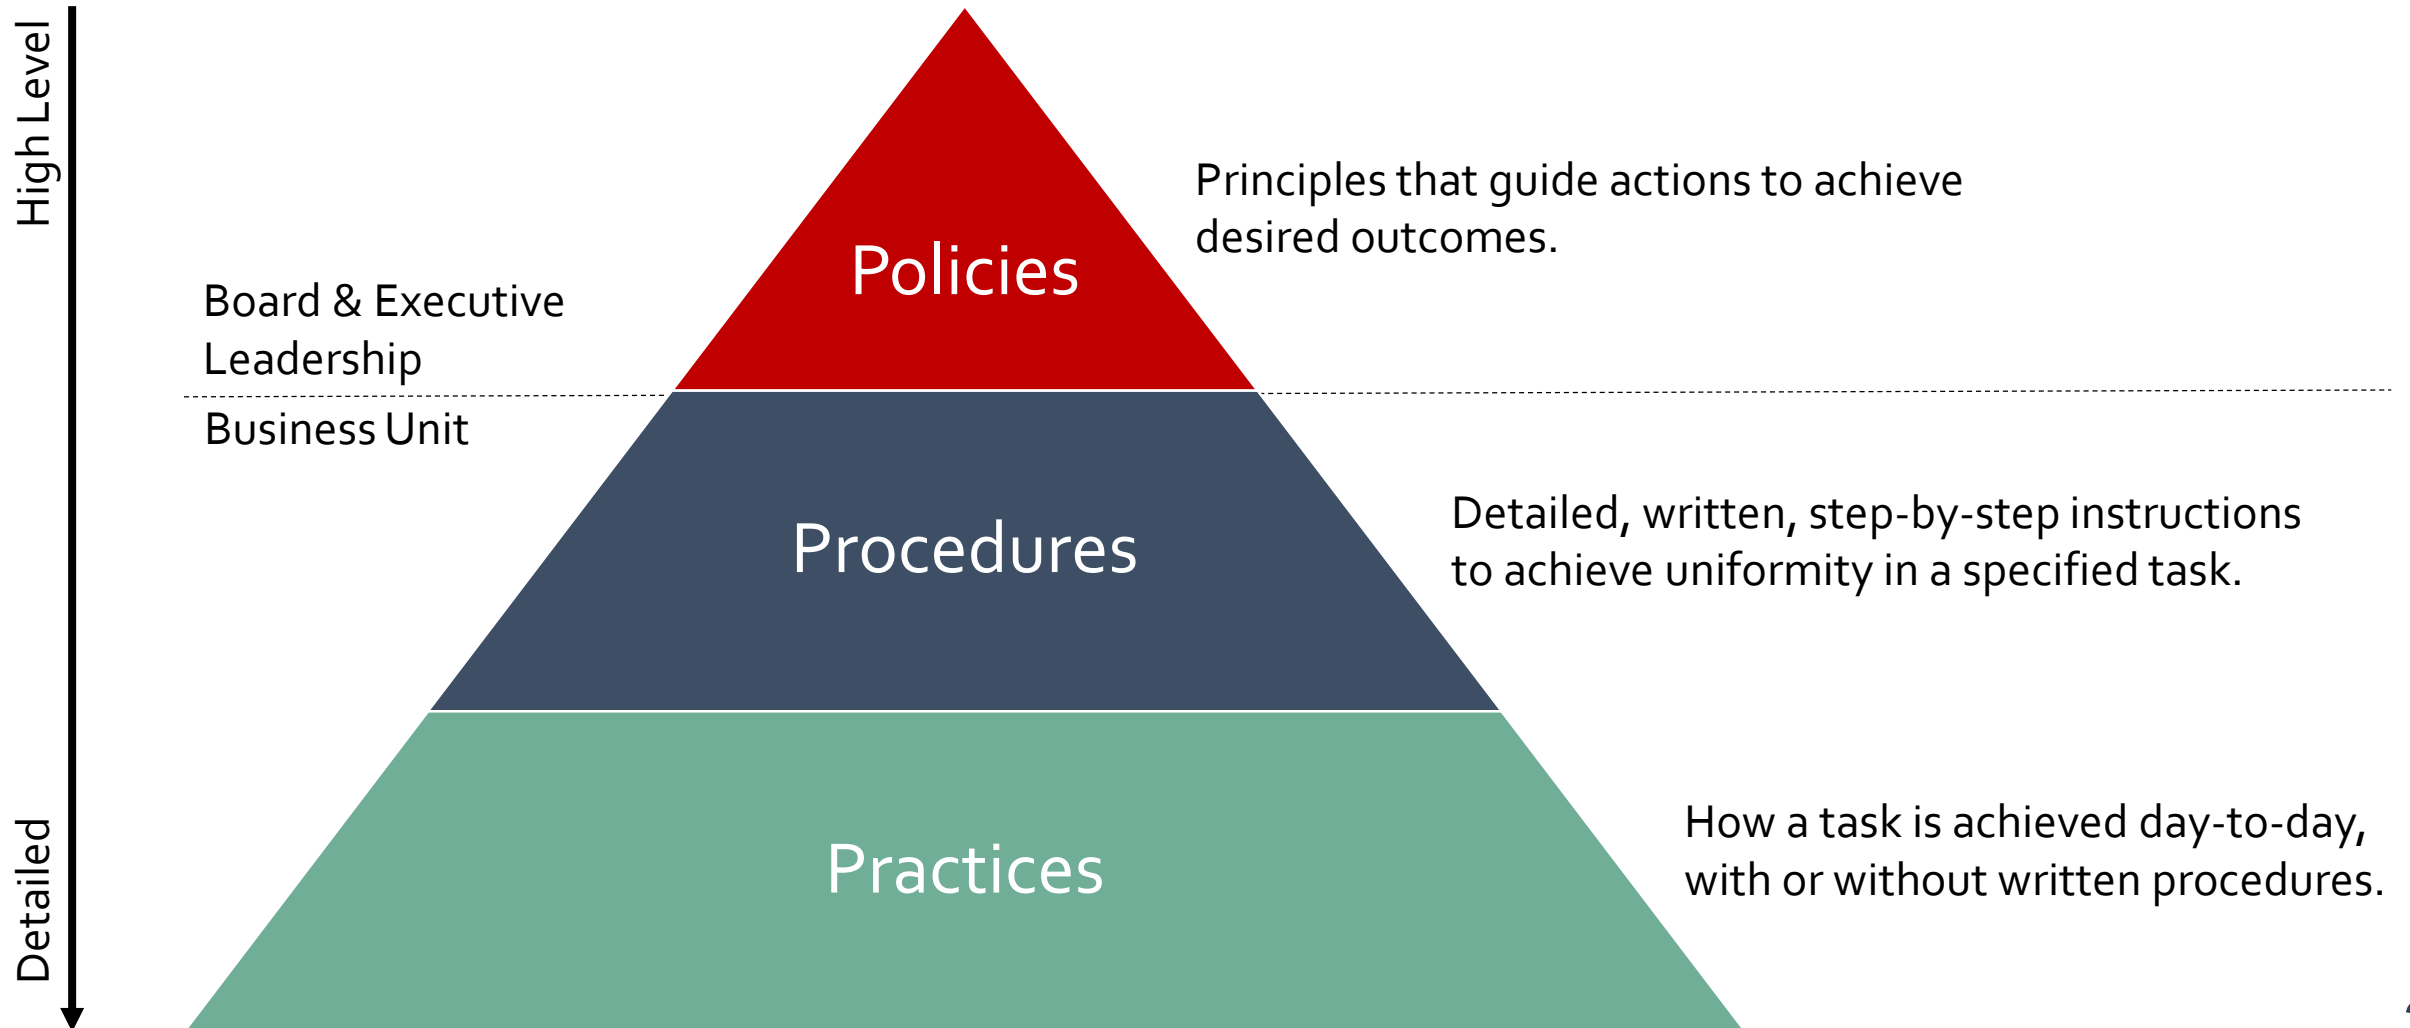 High Level
Principles that guide actions to achieve
desired outcomes.
Policies
Board & Executive
Leadership
Business Unit
Detailed, written, step-by-step instructions
to achieve uniformity in a specified task.
Procedures
How a task is achieved day-to-day,
with or without written procedures.
Practices
Detailed